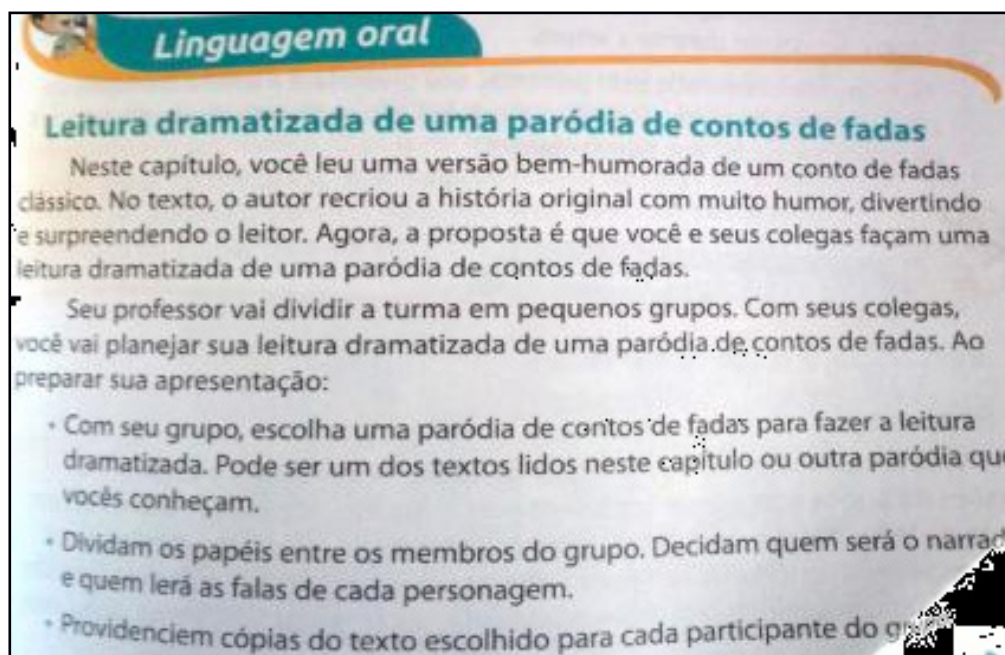 Linguagem oral
Leitura dramatizada de uma paródia de contos de fadas
Neste capítulo, você leu uma versão bem-humorada de um conto de fadas
clássico. No texto, o autor recriou a história original com muito humor, divertindo
e surpreendendo o leitor. Agora, a proposta é que você e seus colegas façam uma
leitura dramatizada de uma paródia de contos de fadas.
Seu professor vai dividir a turma em pequenos grupos. Com seus colegas,
você vai planejar sua leitura dramatizada de uma paródia de contos de fadas. Ao
preparar sua apresentação:
• Com seu grupo, escolha uma paródia de contos de fadas para fazer a leitura
dramatizada. Pode ser um dos textos lidos neste capítulo ou outra paródia que
vocês conheçam.
• Dividam os papéis entre os membros do grupo. Decidam quem será o narrad
e quem lerá as falas de cada personagem.
• Providenciem cópias do texto escolhido para cada participante do